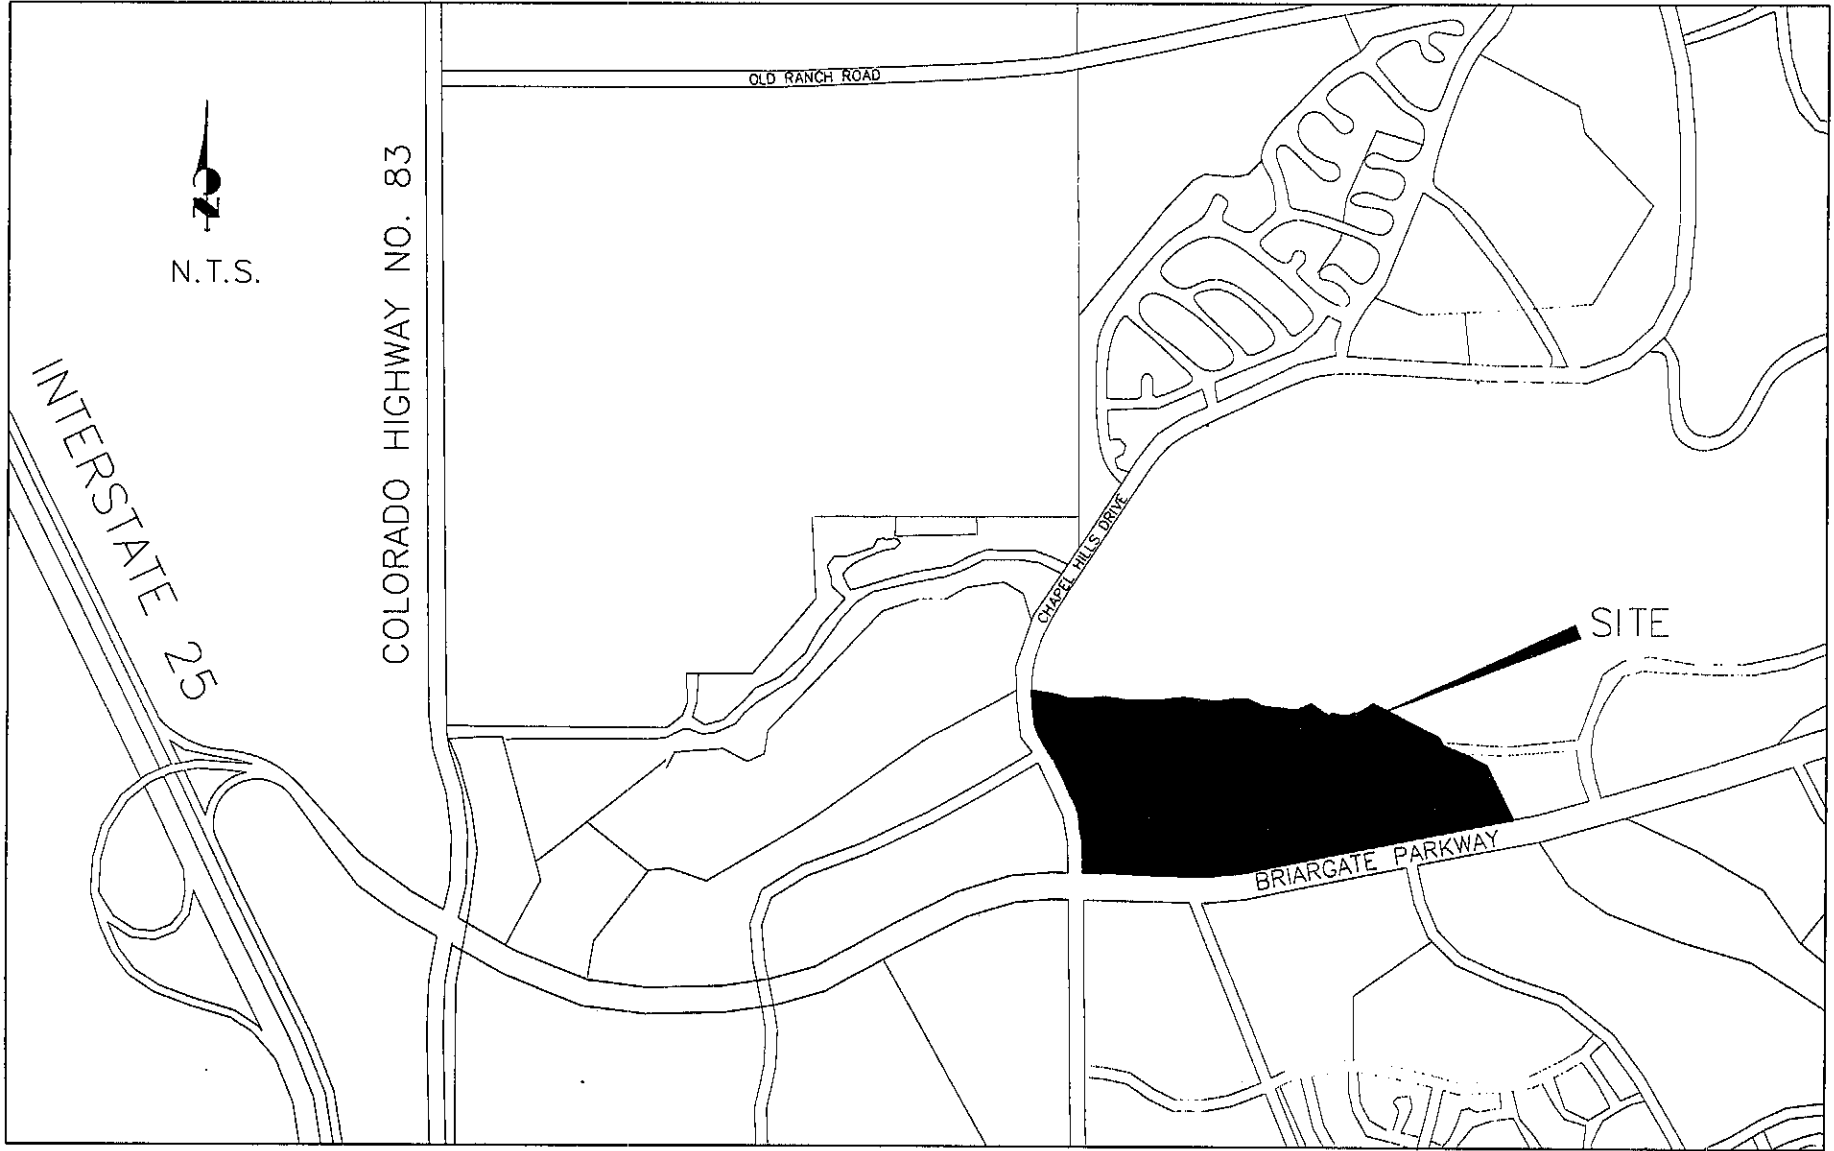 OLD RANCH ROAD
N
N.T.S.
COLORADO HIGHWAY NO. 83
INTERSTATE 25
CHAPEL HILLS DRIVE
SITE
BRIARGATE PARKWAY